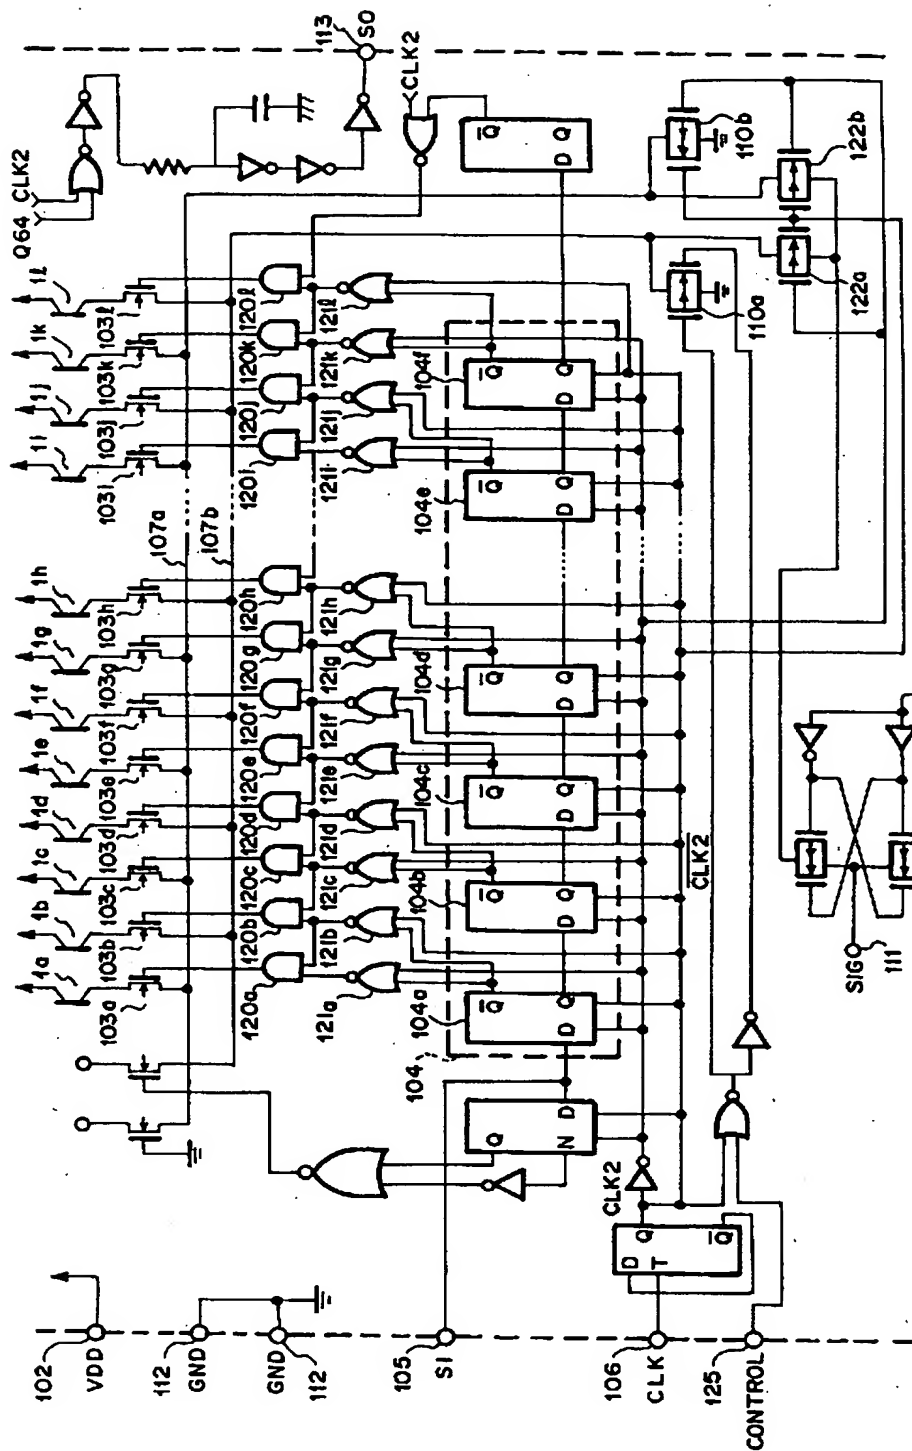 Q64 CLK2
113 SO
CLK2
1a 1b 1c 1d 1e 1f 1g 1h 1i 1j 1k 1l
103a 103b 103c 103d 103e 103f 103g 103h 103i 103j 103k 103l
107a
107b
120a 120b 120c 120d 120e 120f 120g 120h 120i 120j 120k 120l
121a 121b 121c 121d 121e 121f 121g 121h 121i 121j 121k 121l
104
104a 104b 104c 104d 104e 104f
Q N D
Q̅ D Q
Q̅ D Q
Q̅ D Q
Q̅ D Q
Q̅ D Q
Q̅ D Q
Q̅ D Q
102 VDD
112 GND
GND 112
105 SI
106 CLK
125 CONTROL
D T Q Q̅
CLK2
C̅L̅K̅2̅
110a
110b
122a
122b
SIG
111